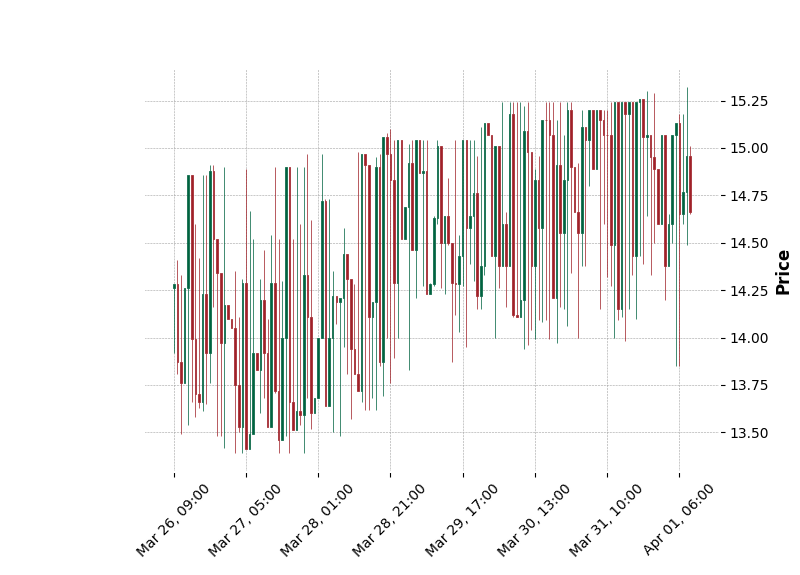 15.25
15.00
14.75
14.50
14.25
14.00
13.75
13.50
Price
Mar 26, 09:00
Mar 27, 05:00
Mar 28, 01:00
Mar 28, 21:00
Mar 29, 17:00
Mar 30, 13:00
Mar 31, 10:00
Apr 01, 06:00